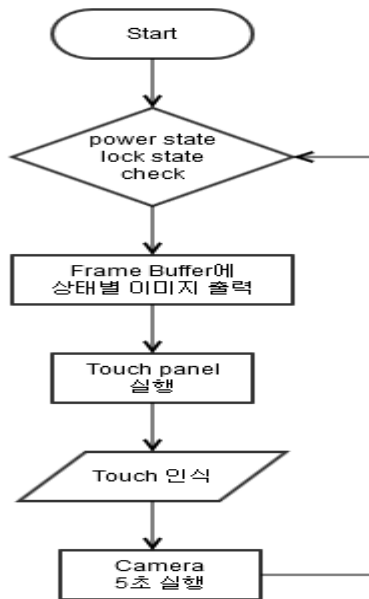 Start
power state
lock state
check
Frame Buffer에
상태별 이미지 출력
Touch panel
실행
Touch 인식
Camera
5초 실행